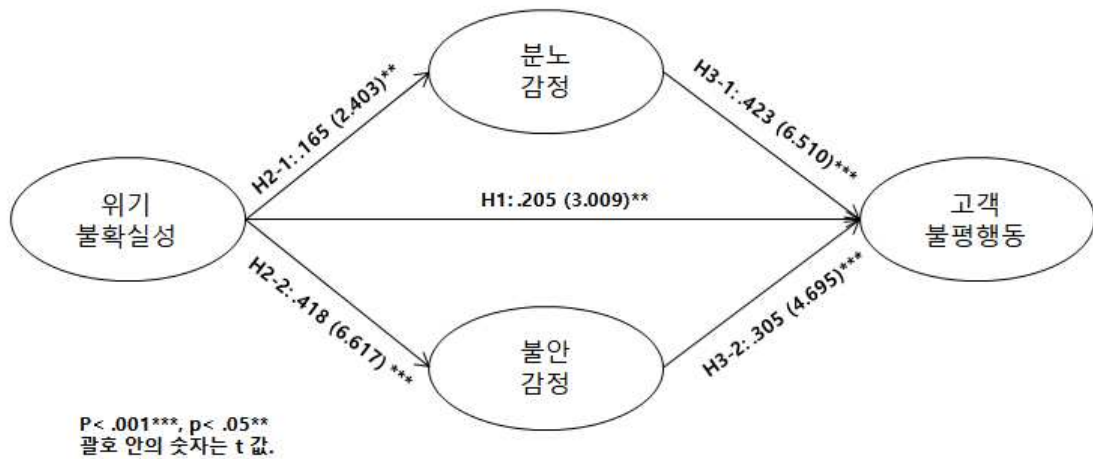 분노
감정
H2-1: .165 (2.403)**
H3-1: .423 (6.510)***
위기
불확실성
H1: .205 (3.009)**
고객
불평행동
H2-2: .418 (6.617) ***
H3-2: .305 (4.695)***
불안
감정
P< .001***, p< .05**
괄호 안의 숫자는 t 값.